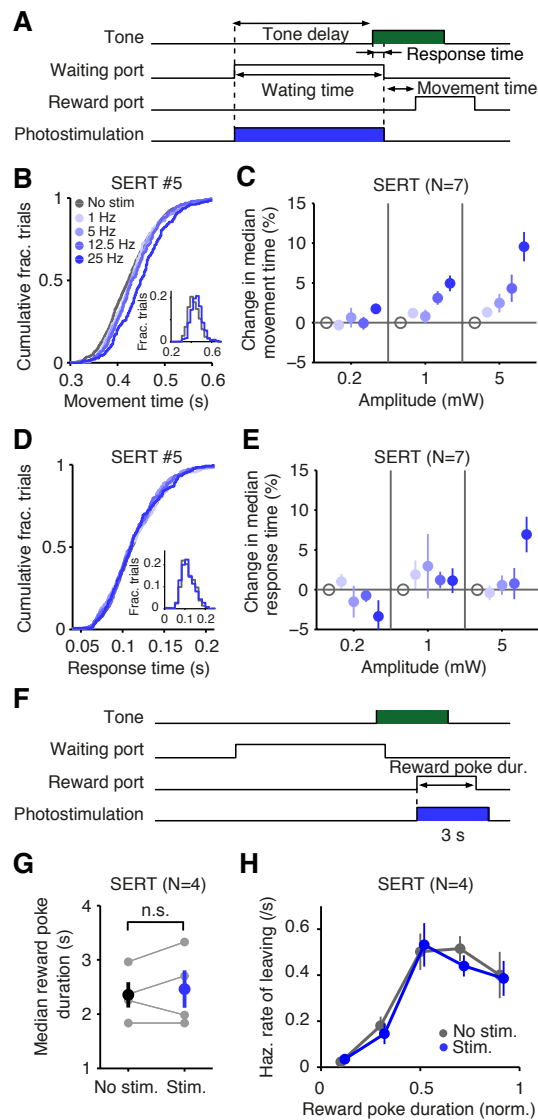 A
Tone
Tone delay
Response time
Waiting port
Wating time
Movement time
Reward port
Photostimulation
B
SERT #5
No stim
1 Hz
5 Hz
12.5 Hz
25 Hz
Cumulative frac. trials
1
0.5
0
0.3 0.4 0.5 0.6
Movement time (s)
Frac. trials
0.2
0
0.2 0.6
C
SERT (N=7)
Change in median
movement time (%)
15
10
5
0
−5
0.2 1 5
Amplitude (mW)
D
SERT #5
Cumulative frac. trials
1
0.5
0
0.05 0.1 0.15 0.2
Response time (s)
Frac. trials
0.2
0
0 0.1 0.2
E
SERT (N=7)
Change in median
response time (%)
15
10
5
0
−5
0.2 1 5
Amplitude (mW)
F
Tone
Waiting port
Reward port
Reward poke dur.
Photostimulation
3 s
G
SERT (N=4)
n.s.
Median reward poke
duration (s)
4
3
2
1
No stim. Stim.
H
SERT (N=4)
Haz. rate of leaving (/s)
0.6
0.4
0.2
0
No stim.
Stim.
0 0.5 1
Reward poke duration (norm.)